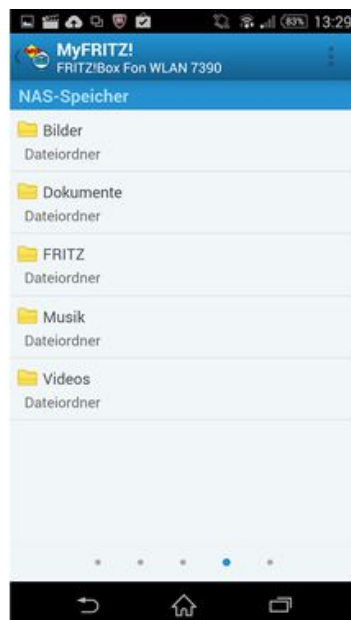 83% 13:29
MyFRITZ!
FRITZ!Box Fon WLAN 7390
NAS-Speicher
Bilder
Dateiordner
Dokumente
Dateiordner
FRITZ
Dateiordner
Musik
Dateiordner
Videos
Dateiordner